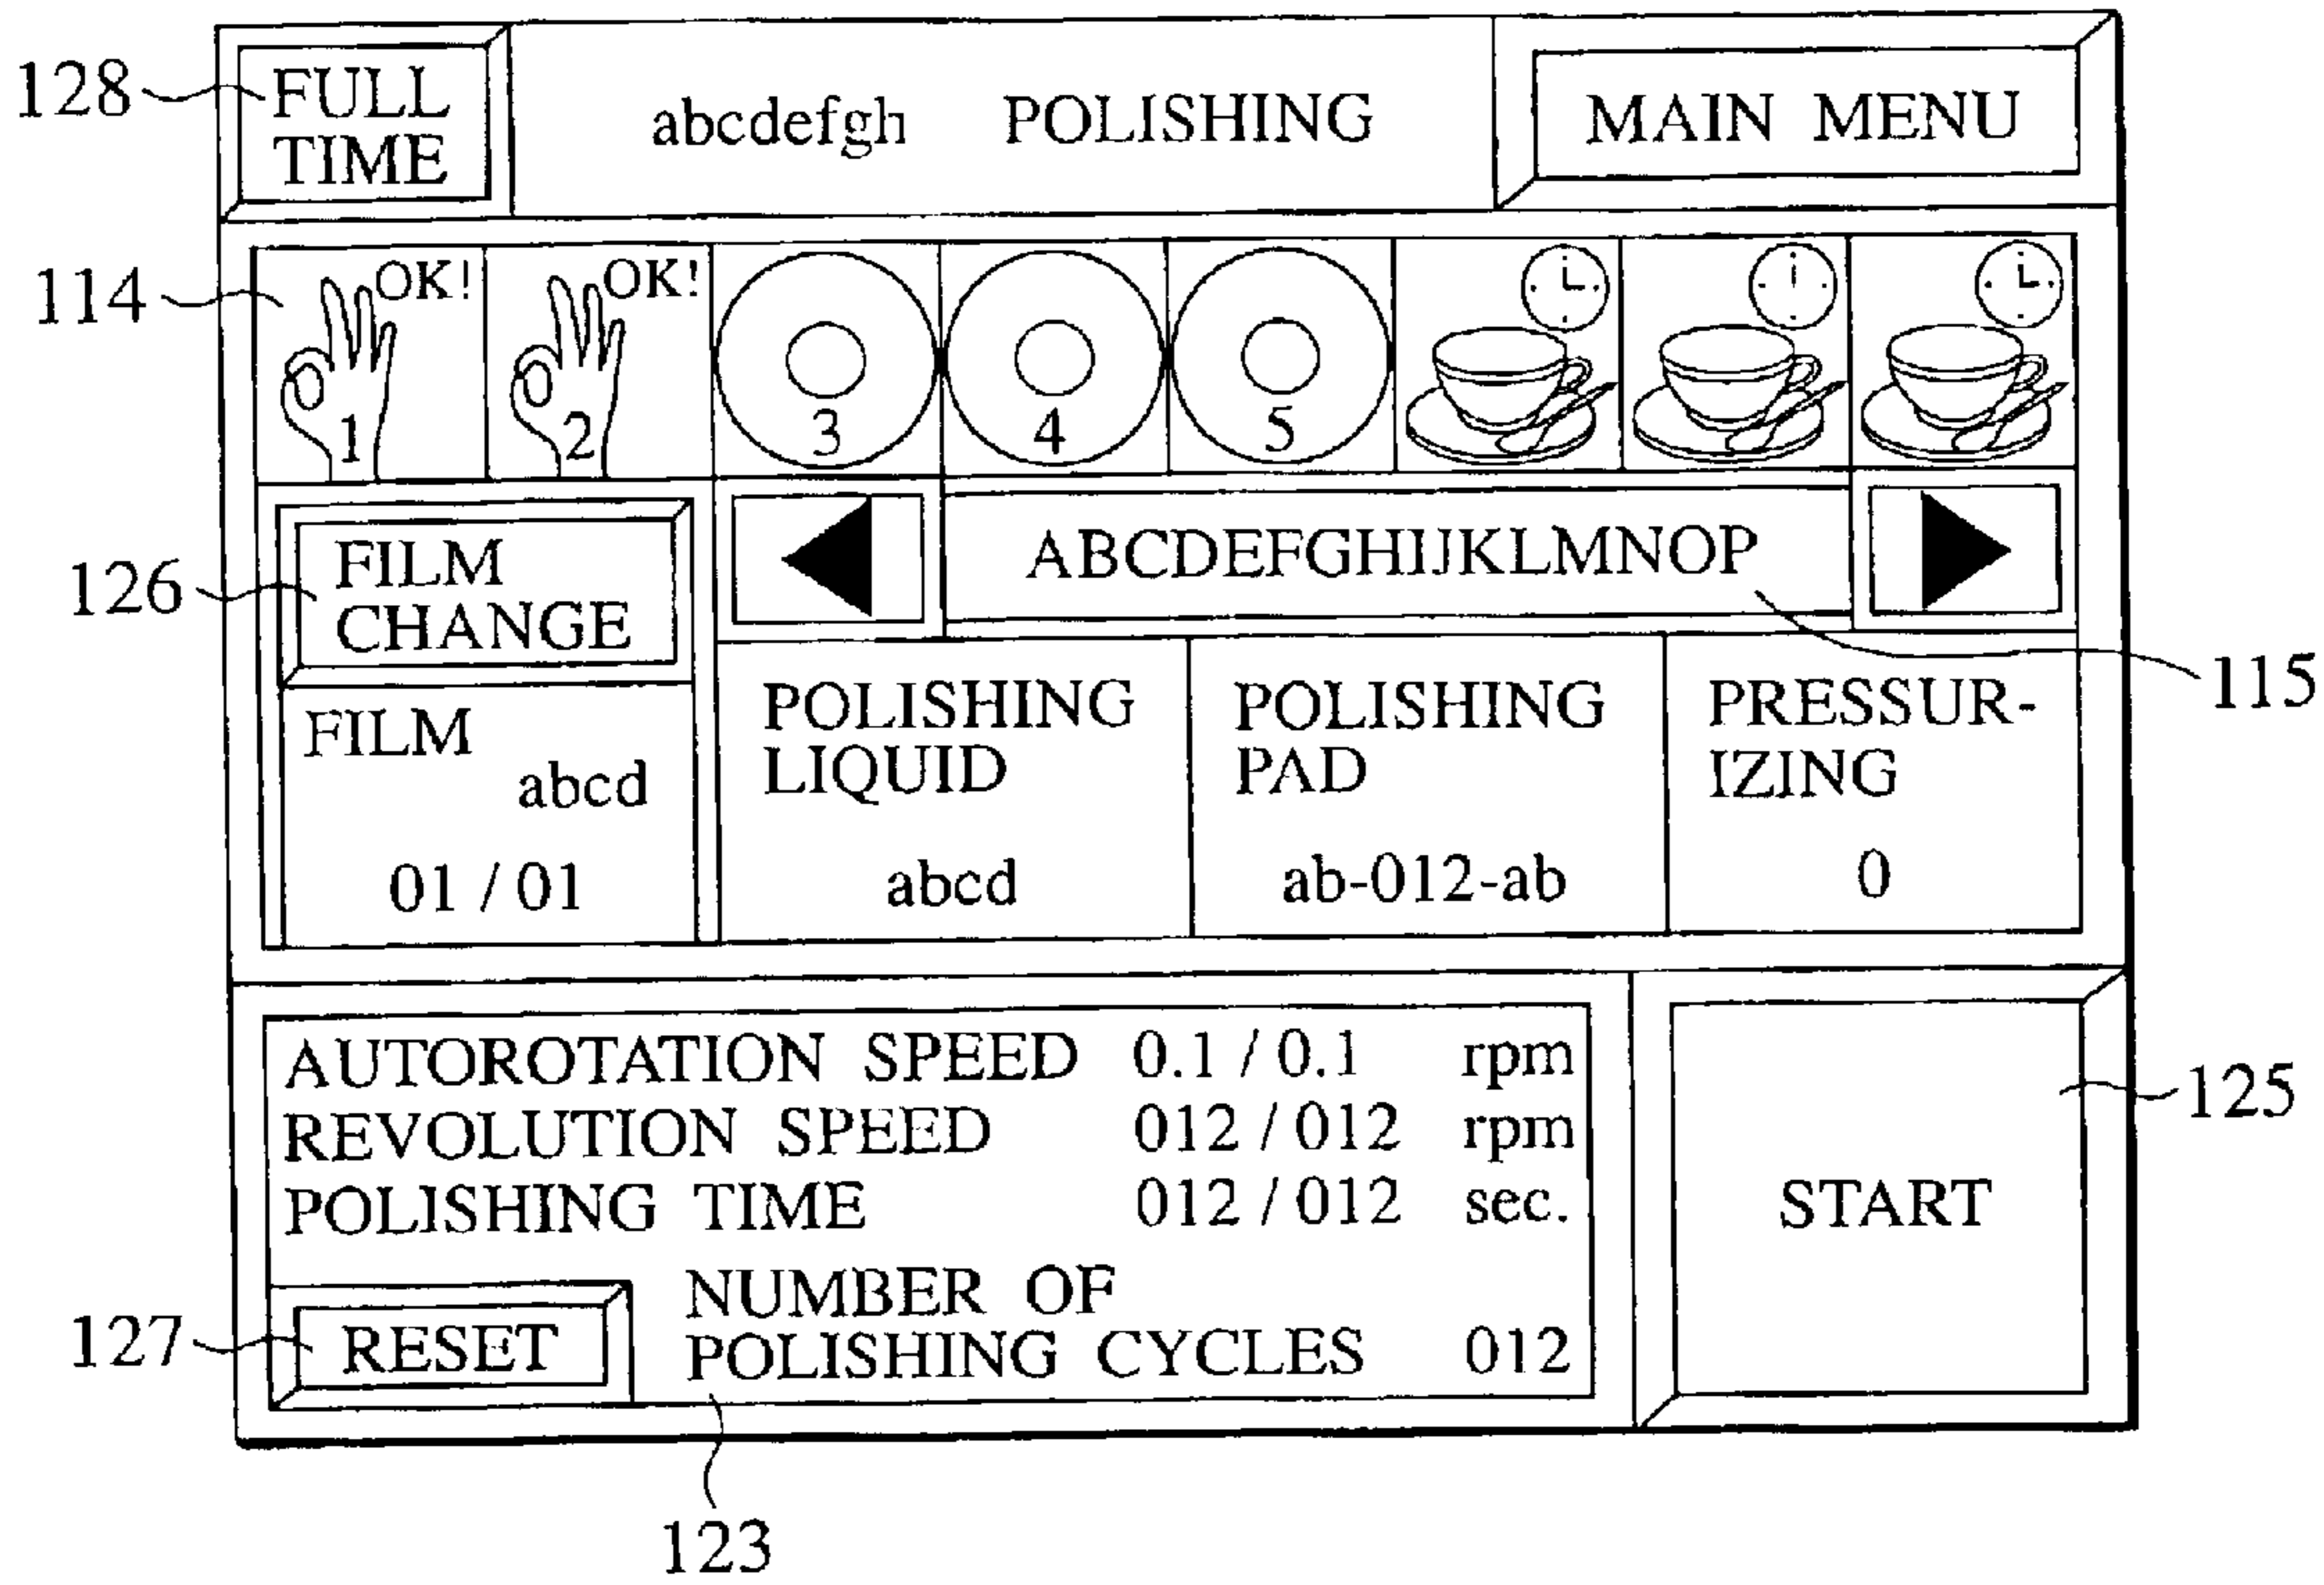 128
FULL
TIME
abcdefgh POLISHING
MAIN MENU
114
OK!
1
OK!
2
3
4
5
126
FILM
CHANGE
ABCDEFGHIJKLMNOP
115
FILM
abcd
01 / 01
POLISHING
LIQUID
abcd
POLISHING
PAD
ab-012-ab
PRESSUR-
IZING
0
AUTOROTATION SPEED 0.1 / 0.1 rpm
REVOLUTION SPEED 012 / 012 rpm
POLISHING TIME 012 / 012 sec.
127
RESET
NUMBER OF
POLISHING CYCLES 012
START
125
123